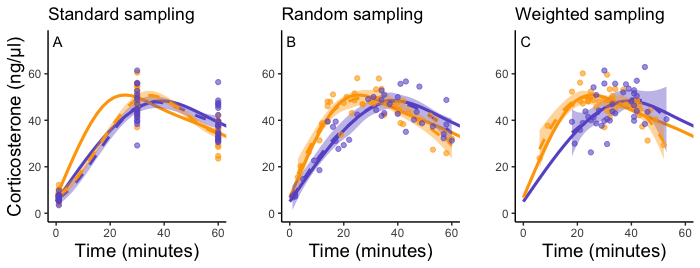 Standard sampling
Random sampling
Weighted sampling
A
B
C
Corticosterone (ng/μl)
60
40
20
0
60
40
20
0
60
40
20
0
0
20
40
60
0
20
40
60
0
20
40
60
Time (minutes)
Time (minutes)
Time (minutes)